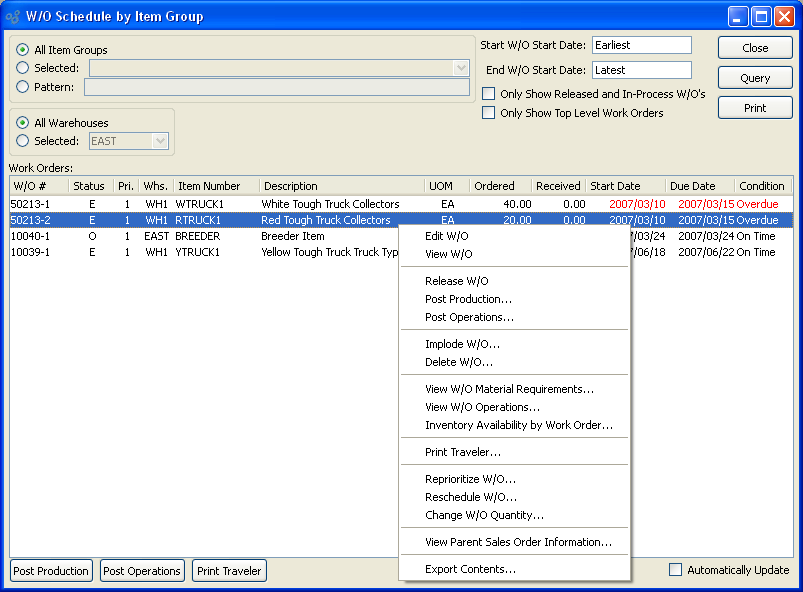 W/O Schedule by Item Group
All Item Groups
Selected:
Pattern:
Start W/O Start Date: Earliest
End W/O Start Date: Latest
Only Show Released and In-Process W/O's
Only Show Top Level Work Orders
Close
Query
Print
All Warehouses
Selected: EAST
Work Orders:
W/O # Status Pri. Whs. Item Number Description UOM Ordered Received Start Date Due Date Condition
50213-1 E 1 WH1 WTRUCK1 White Tough Truck Collectors EA 40.00 0.00 2007/03/10 2007/03/15 Overdue
50213-2 E 1 WH1 RTRUCK1 Red Tough Truck Collectors EA 20.00 0.00 2007/03/10 2007/03/15 Overdue
10040-1 O 1 EAST BREEDER Breeder Item /03/24 2007/03/24 On Time
10039-1 E 1 WH1 YTRUCK1 Yellow Tough Truck Truck Typ /06/18 2007/06/22 On Time
Edit W/O
View W/O
Release W/O
Post Production...
Post Operations...
Implode W/O...
Delete W/O...
View W/O Material Requirements...
View W/O Operations...
Inventory Availability by Work Order...
Print Traveler...
Reprioritize W/O...
Reschedule W/O...
Change W/O Quantity...
View Parent Sales Order Information...
Export Contents...
Post Production Post Operations Print Traveler Automatically Update